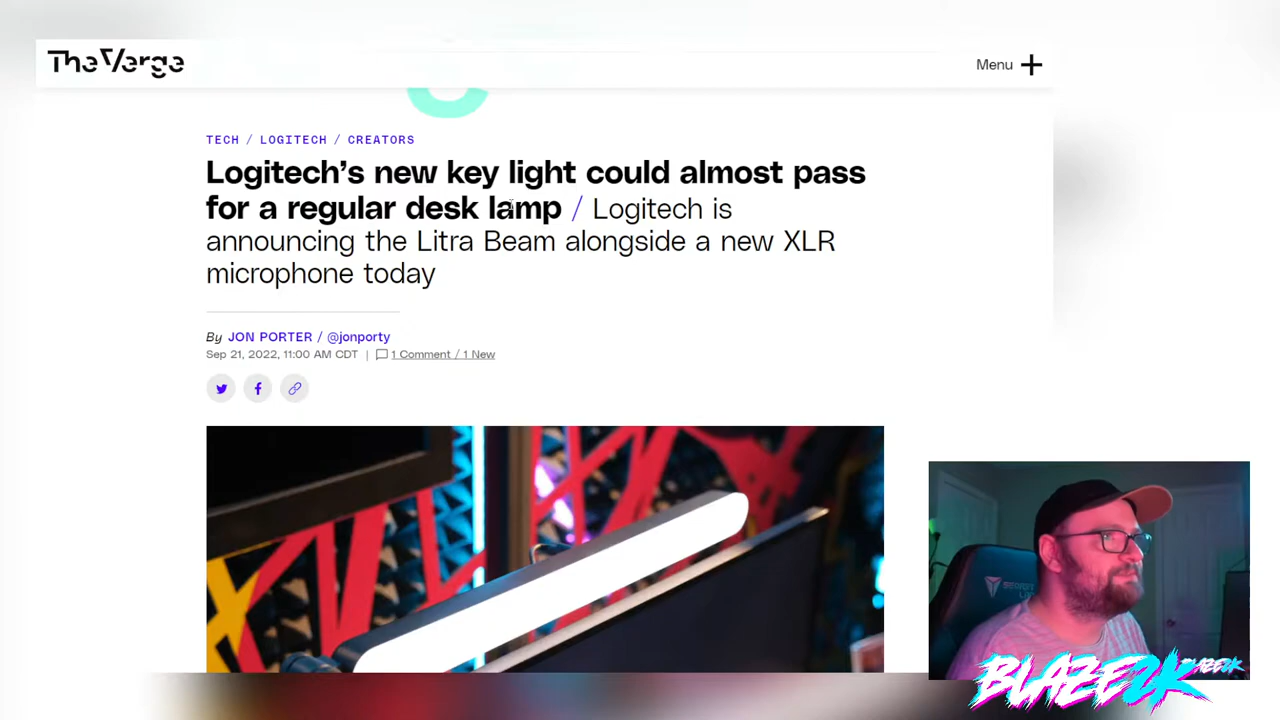 The Verge
Menu
TECH / LOGITECH / CREATORS
Logitech's new key light could almost pass
for a regular desk lamp / Logitech is
announcing the Litra Beam alongside a new XLR
microphone today
By JON PORTER / @jonporty
Sep 21, 2022, 11:00 AM CDT | 1 Comment / 1 New
BLAZE2K
BLAZE2K